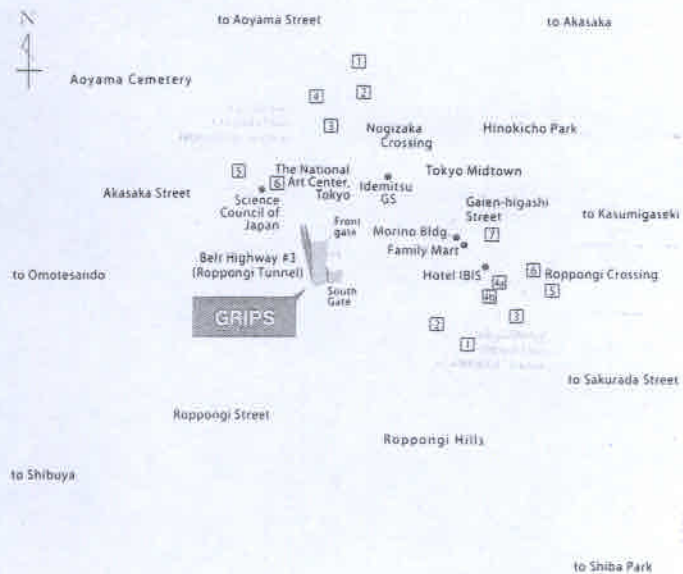 N
to Aoyama Street
to Akasaka
1
Aoyama Cemetery
4
2
3
Nogizaka
Crossing
Hinokicho Park
5
6
The National
Art Center,
Tokyo
Idemitsu
GS
Tokyo Midtown
Akasaka Street
Science
Council of
Japan
Gaien-higashi
Street
to Kasumigaseki
Front
gate
Morino Bldg
7
Family Mart
Belt Highway #3
(Roppongi Tunnel)
to Omotesando
Hotel IBIS
6
Roppongi Crossing
4a
5
4b
South
Gate
GRIPS
3
2
1
to Sakurada Street
Roppongi Street
Roppongi Hills
to Shibuya
to Shiba Park